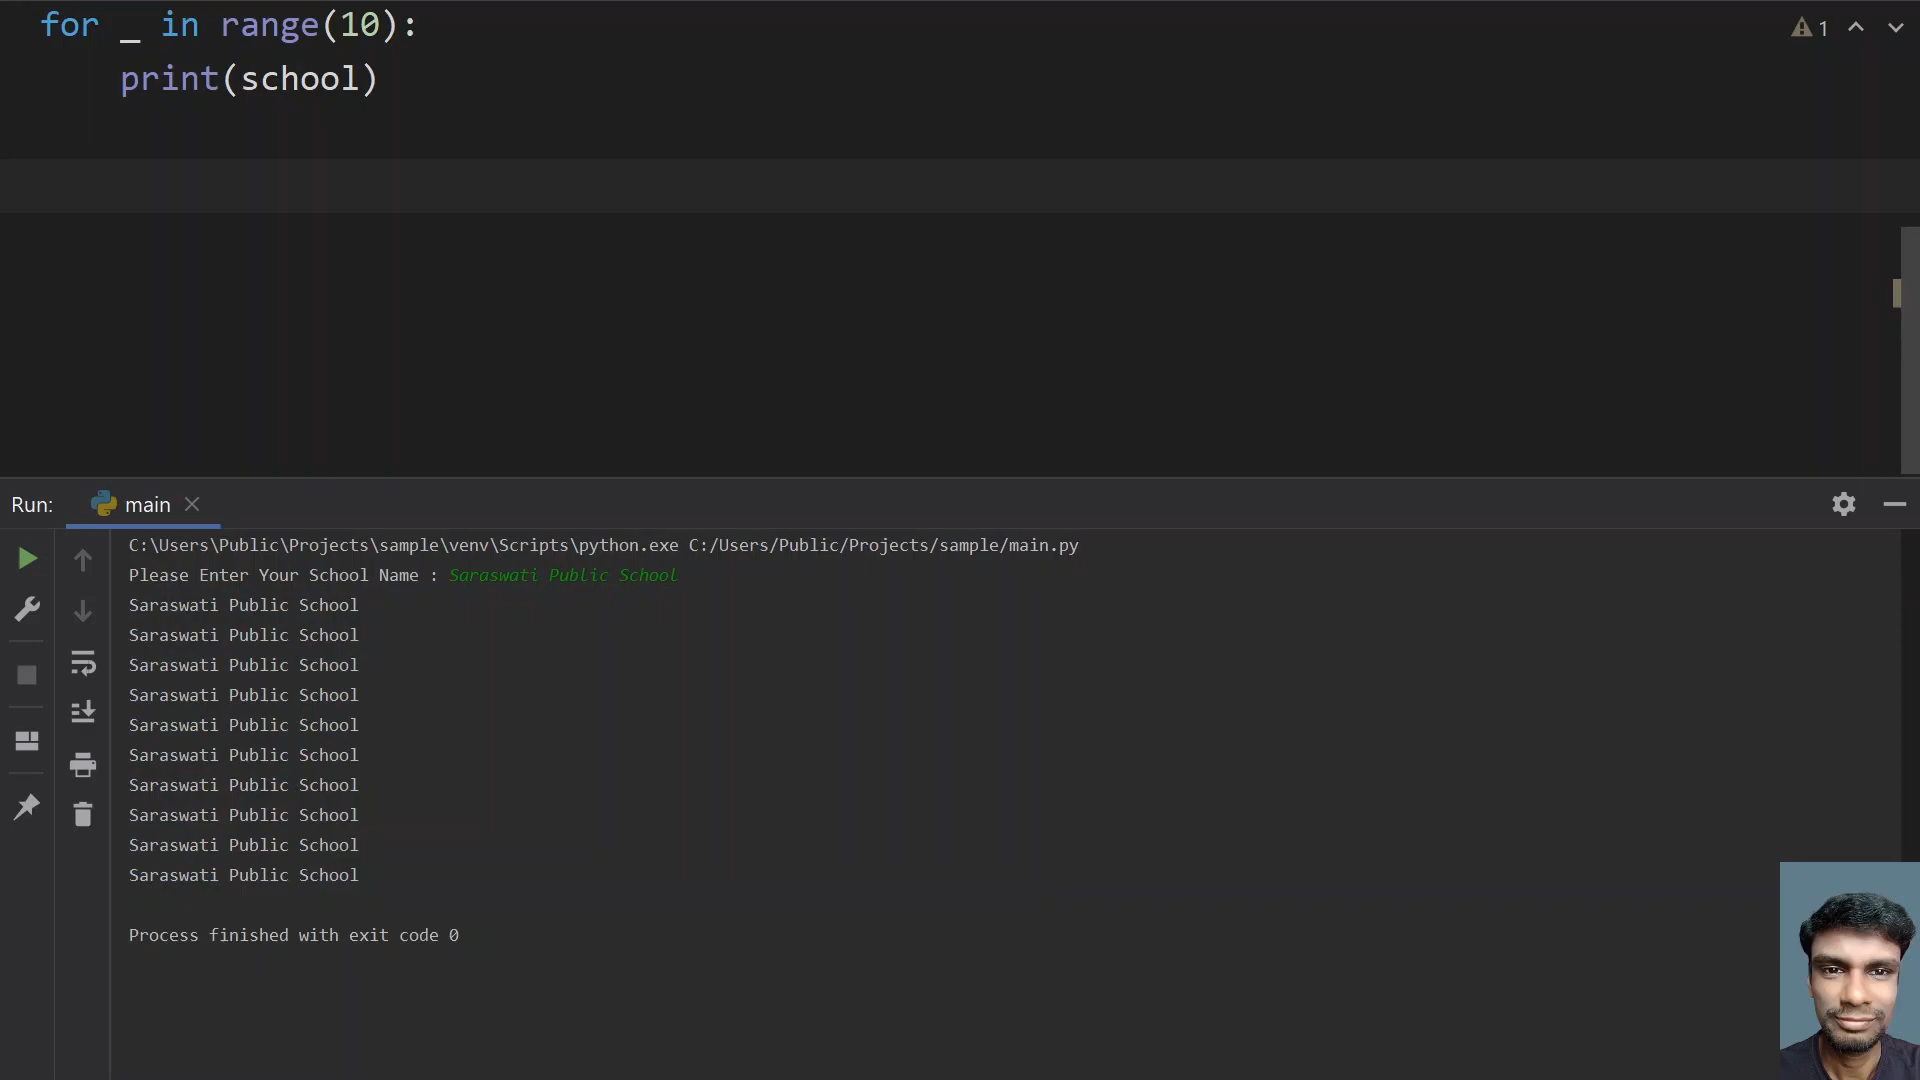 for _ in range(10):
1
print(school)
Run:
main
C:\Users\Public\Projects\sample\venv\Scripts\python.exe C:/Users/Public/Projects/sample/main.py
Please Enter Your School Name : Saraswati Public School
Saraswati Public School
Saraswati Public School
Saraswati Public School
Saraswati Public School
Saraswati Public School
Saraswati Public School
Saraswati Public School
Saraswati Public School
Saraswati Public School
Saraswati Public School
Process finished with exit code 0